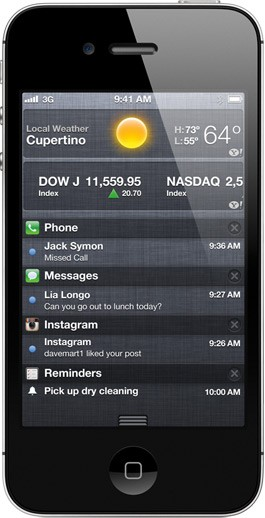 3G 9:41 AM
Local Weather
Cupertino
H: 73° L: 55° 64°
DOW J 11,559.95 NASDAQ 2,5
Index 20.70 Index
Phone
Jack Symon 9:36 AM
Missed Call
Messages
Lia Longo 9:27 AM
Can you go out to lunch today?
Instagram
Instagram 9:26 AM
davemart1 liked your post
Reminders
Pick up dry cleaning 10:00 AM